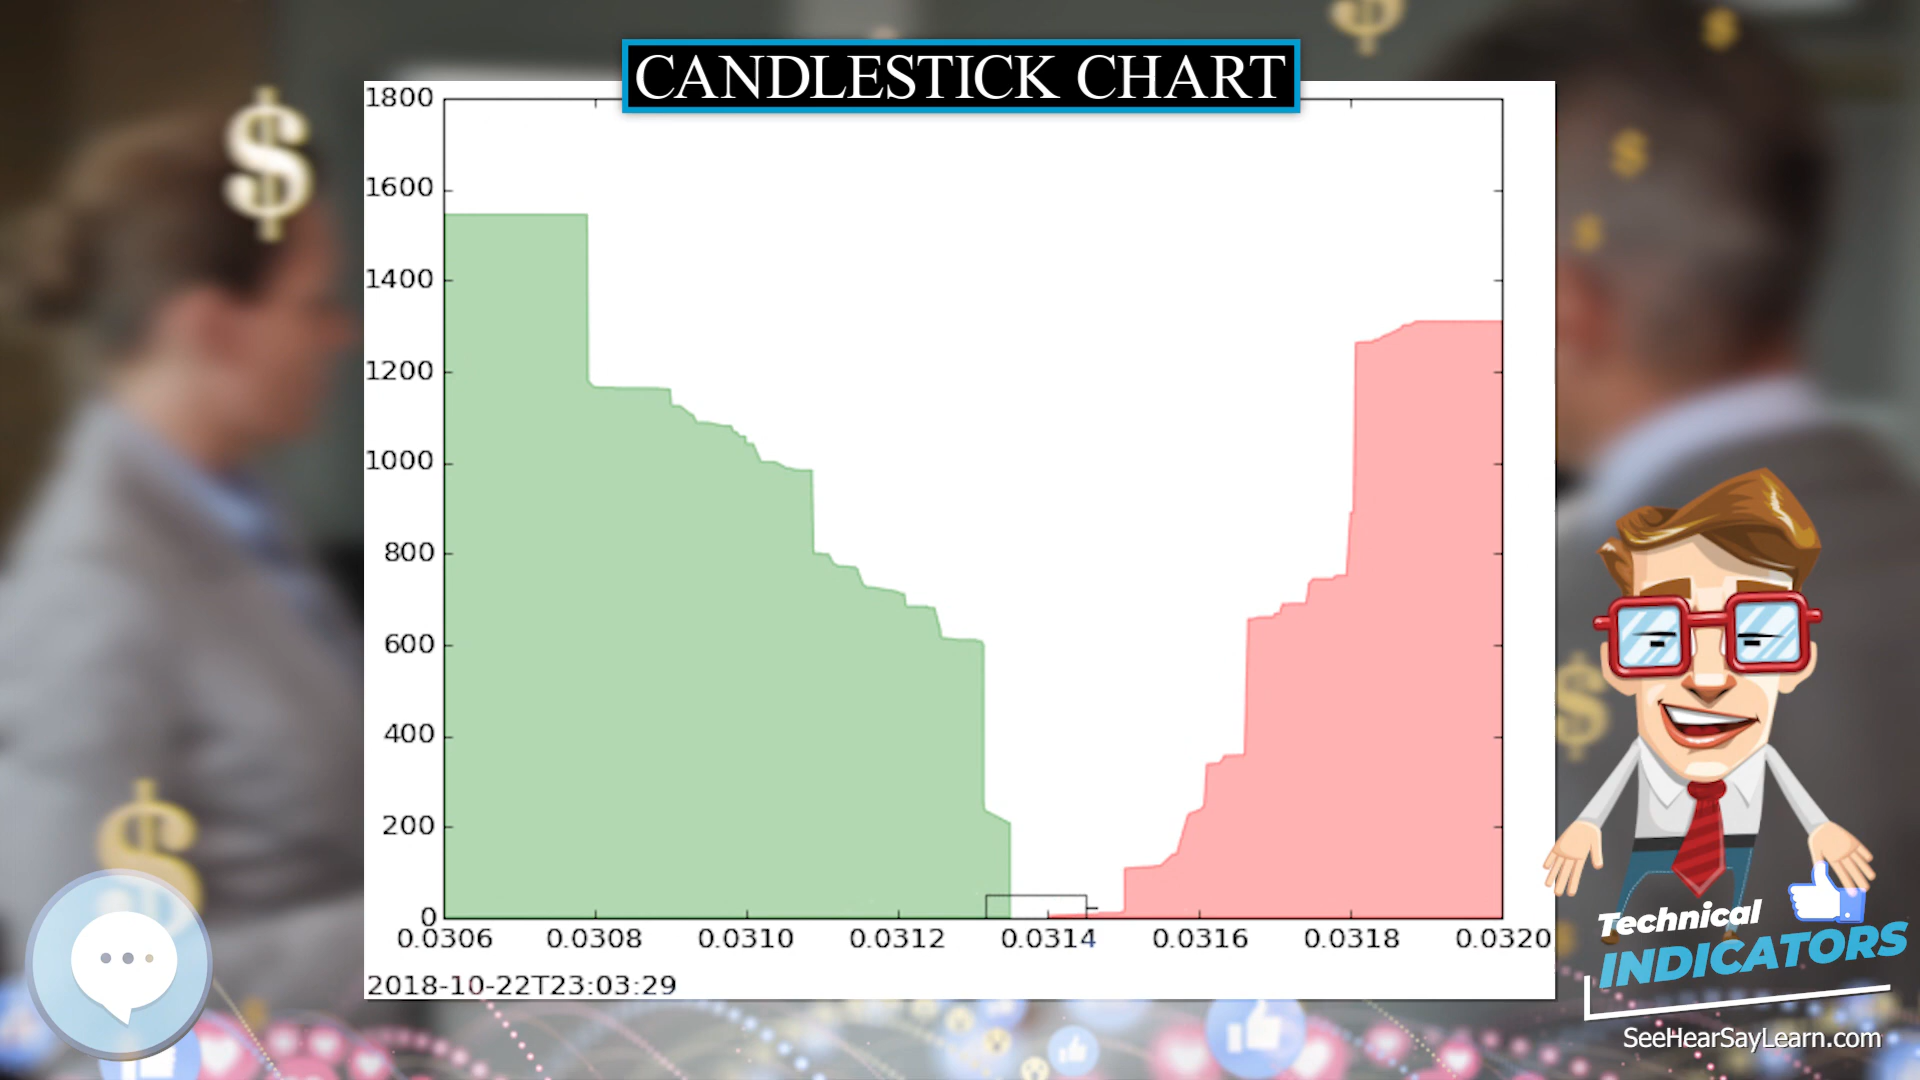 CANDLESTICK CHART
1800
1600
1400
1200
1000
800
600
400
200
0
0.0306 0.0308 0.0310 0.0312 0.0314 0.0316 0.0318 0.0320
2018-10-22T23:03:29
Technical
INDICATORS
SeeHearSayLearn.com
$
$
$
$
$
$
$